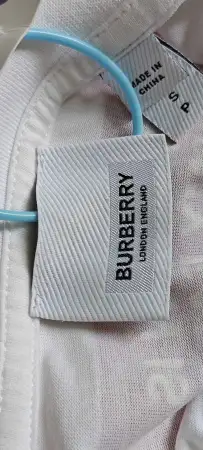 BURBERRY
LONDON ENGLAND
MADE IN
CHINA
S
P